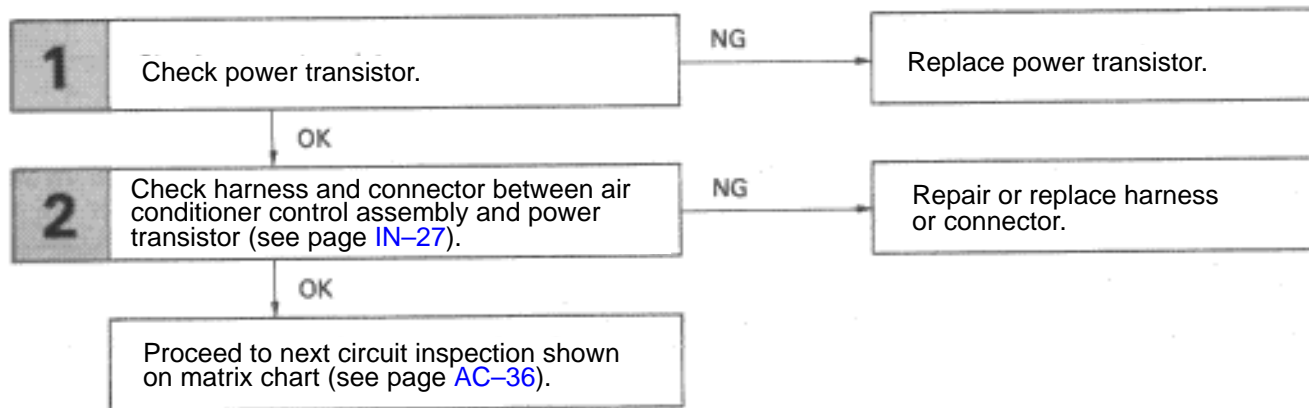 1
Check power transistor.
NG
Replace power transistor.
OK
2
Check harness and connector between air
conditioner control assembly and power
transistor (see page IN–27).
NG
Repair or replace harness
or connector.
OK
Proceed to next circuit inspection shown
on matrix chart (see page AC–36).